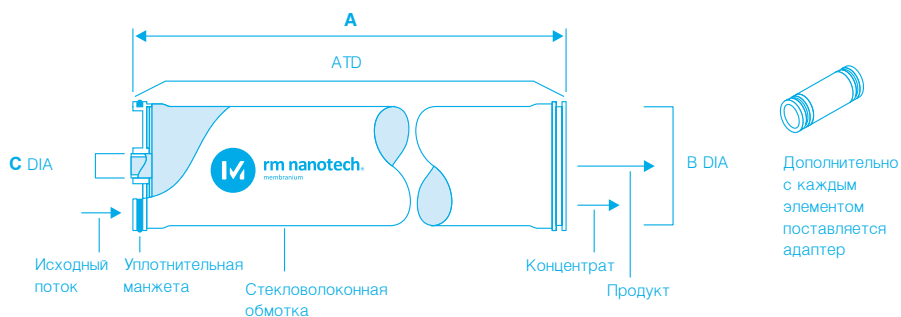 A
ATD
C DIA
rm nanotech®
membranium
B DIA
Дополнительно
с каждым
элементом
поставляется
адаптер
Исходный
поток
Уплотнительная
манжета
Стекловолоконная
обмотка
Концентрат
Продукт